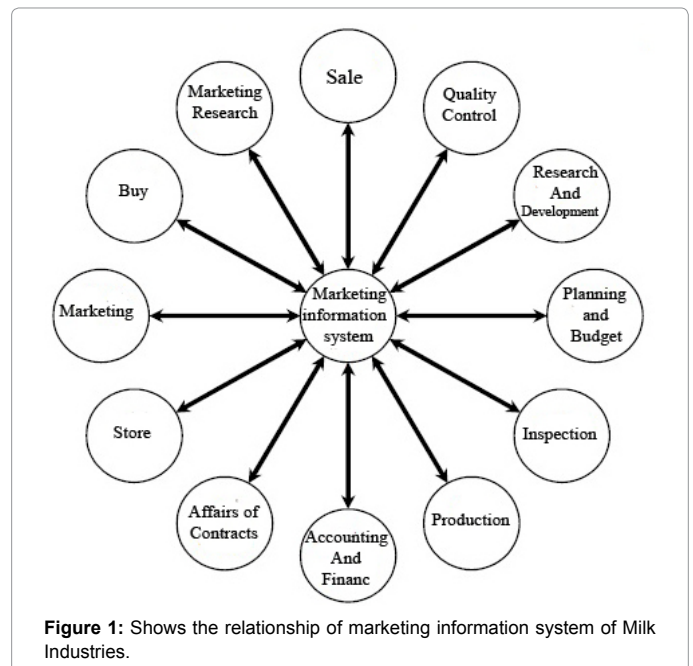 Sale
Quality
Control
Research
And
Development
Planning
and
Budget
Inspection
Production
Accounting
And
Financ
Affairs of
Contracts
Store
Marketing
Buy
Marketing
Research
Marketing
information
system
Figure 1: Shows the relationship of marketing information system of Milk
Industries.